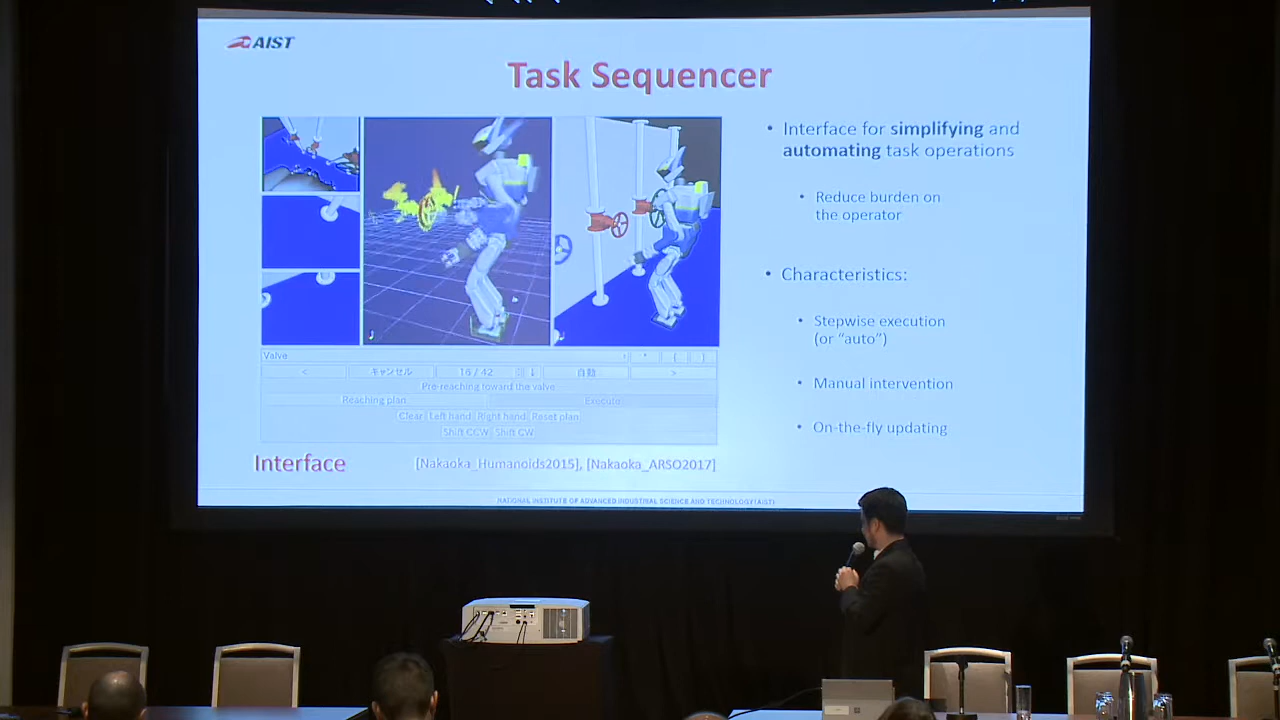 AIST
Task Sequencer
• Interface for simplifying and
automating task operations
• Reduce burden on
the operator
• Characteristics:
• Stepwise execution
(or “auto”)
• Manual intervention
• On-the-fly updating
Valve
< キャンセル 16 / 42 自動 >
Pre-reaching toward the valve
Reaching plan Execute
Clear Left hand Right hand Reset plan
Shift CCW Shift CW
Interface
[Nakaoka_Humanoids2015], [Nakaoka_ARSO2017]
NATIONAL INSTITUTE OF ADVANCED INDUSTRIAL SCIENCE AND TECHNOLOGY (AIST)